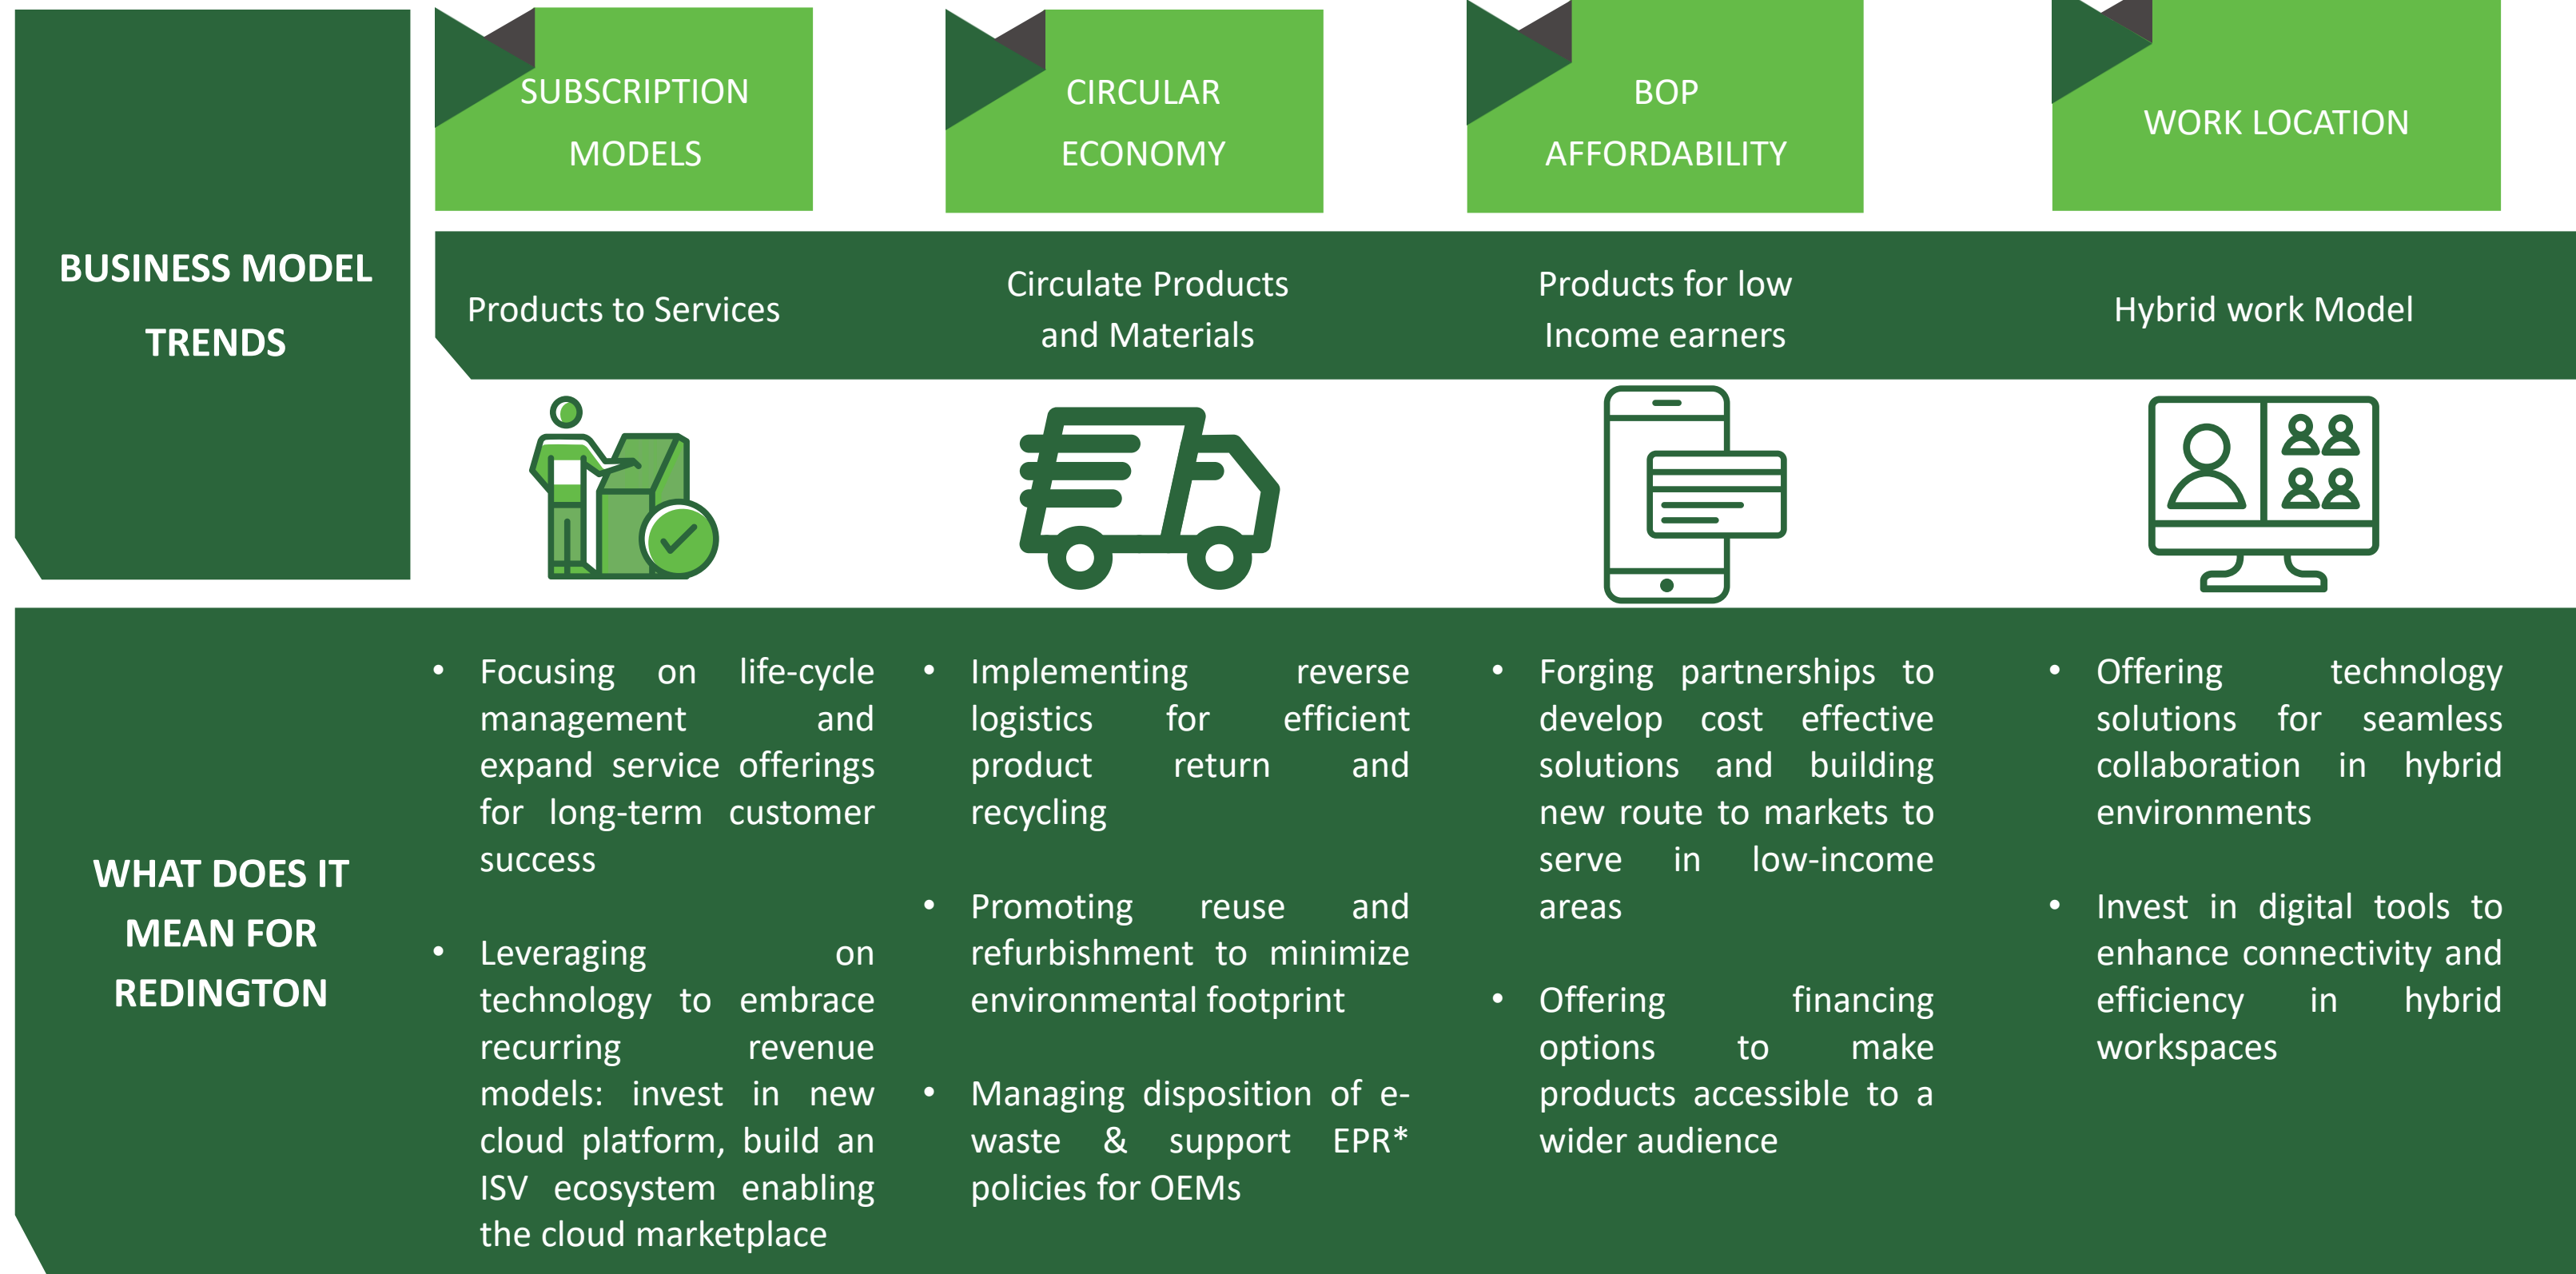 BUSINESS MODEL
TRENDS
SUBSCRIPTION
MODELS
CIRCULAR
ECONOMY
BOP
AFFORDABILITY
WORK LOCATION
Products to Services
Circulate Products
and Materials
Products for low
Income earners
Hybrid work Model
WHAT DOES IT
MEAN FOR
REDINGTON
• Focusing on life-cycle
management and
expand service offerings
for long-term customer
success
• Leveraging on
technology to embrace
recurring revenue
models: invest in new
cloud platform, build an
ISV ecosystem enabling
the cloud marketplace
• Implementing reverse
logistics for efficient
product return and
recycling
• Promoting reuse and
refurbishment to minimize
environmental footprint
• Managing disposition of e-
waste & support EPR*
policies for OEMs
• Forging partnerships to
develop cost effective
solutions and building
new route to markets to
serve in low-income
areas
• Offering financing
options to make
products accessible to a
wider audience
• Offering technology
solutions for seamless
collaboration in hybrid
environments
• Invest in digital tools to
enhance connectivity and
efficiency in hybrid
workspaces